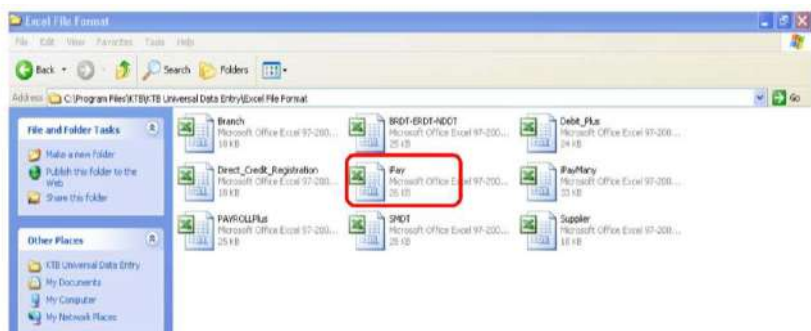 Excel File Format
File Edit View Favorites Tools Help
Back Search Folders
Address C:\Program Files\KTB\KTB Universal Data Entry\Excel File Format Go
File and Folder Tasks
Make a new folder
Publish this folder to the
Web
Share this folder
Other Places
KTB Universal Data Entry
My Documents
My Computer
My Network Places
Branch
Microsoft Office Excel 97-200...
18 KB
BRDT-ERDT-NDDT
Microsoft Office Excel 97-200...
25 KB
Debit_Plus
Microsoft Office Excel 97-200...
24 KB
Direct_Credit_Registration
Microsoft Office Excel 97-200...
18 KB
iPay
Microsoft Office Excel 97-200...
26 KB
iPayMany
Microsoft Office Excel 97-200...
33 KB
PAYROLLPlus
Microsoft Office Excel 97-200...
25 KB
SMDT
Microsoft Office Excel 97-200...
25 KB
Supplier
Microsoft Office Excel 97-200...
18 KB